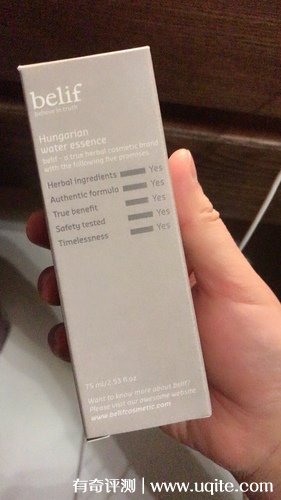 belif
believe in truth
Hungarian
water essence
belif - a true herbal cosmetic brand
with the following five promises.
Herbal ingredients Yes
Authentic formula Yes
True benefit Yes
Safety tested Yes
Timelessness Yes
75 ml/2.53 fl.oz
Want to know more about belif?
Please visit our awesome website
www.belifcosmetic.com
有奇评测 | www.uqite.com